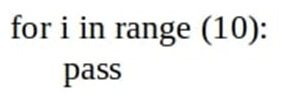 for i in range (10):
    pass